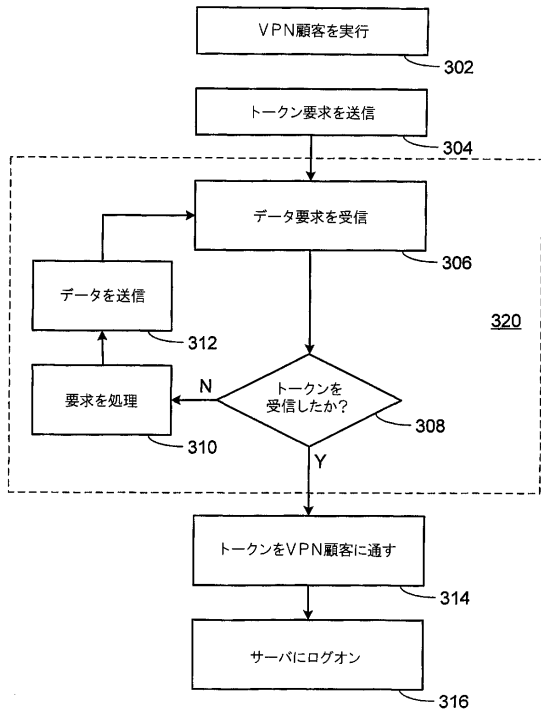 VPN顧客を実行
302
トークン要求を送信
304
データ要求を受信
306
データを送信
312
320
要求を処理
310
N
トークンを
受信したか?
308
Y
トークンをVPN顧客に通す
314
サーバにログオン
316